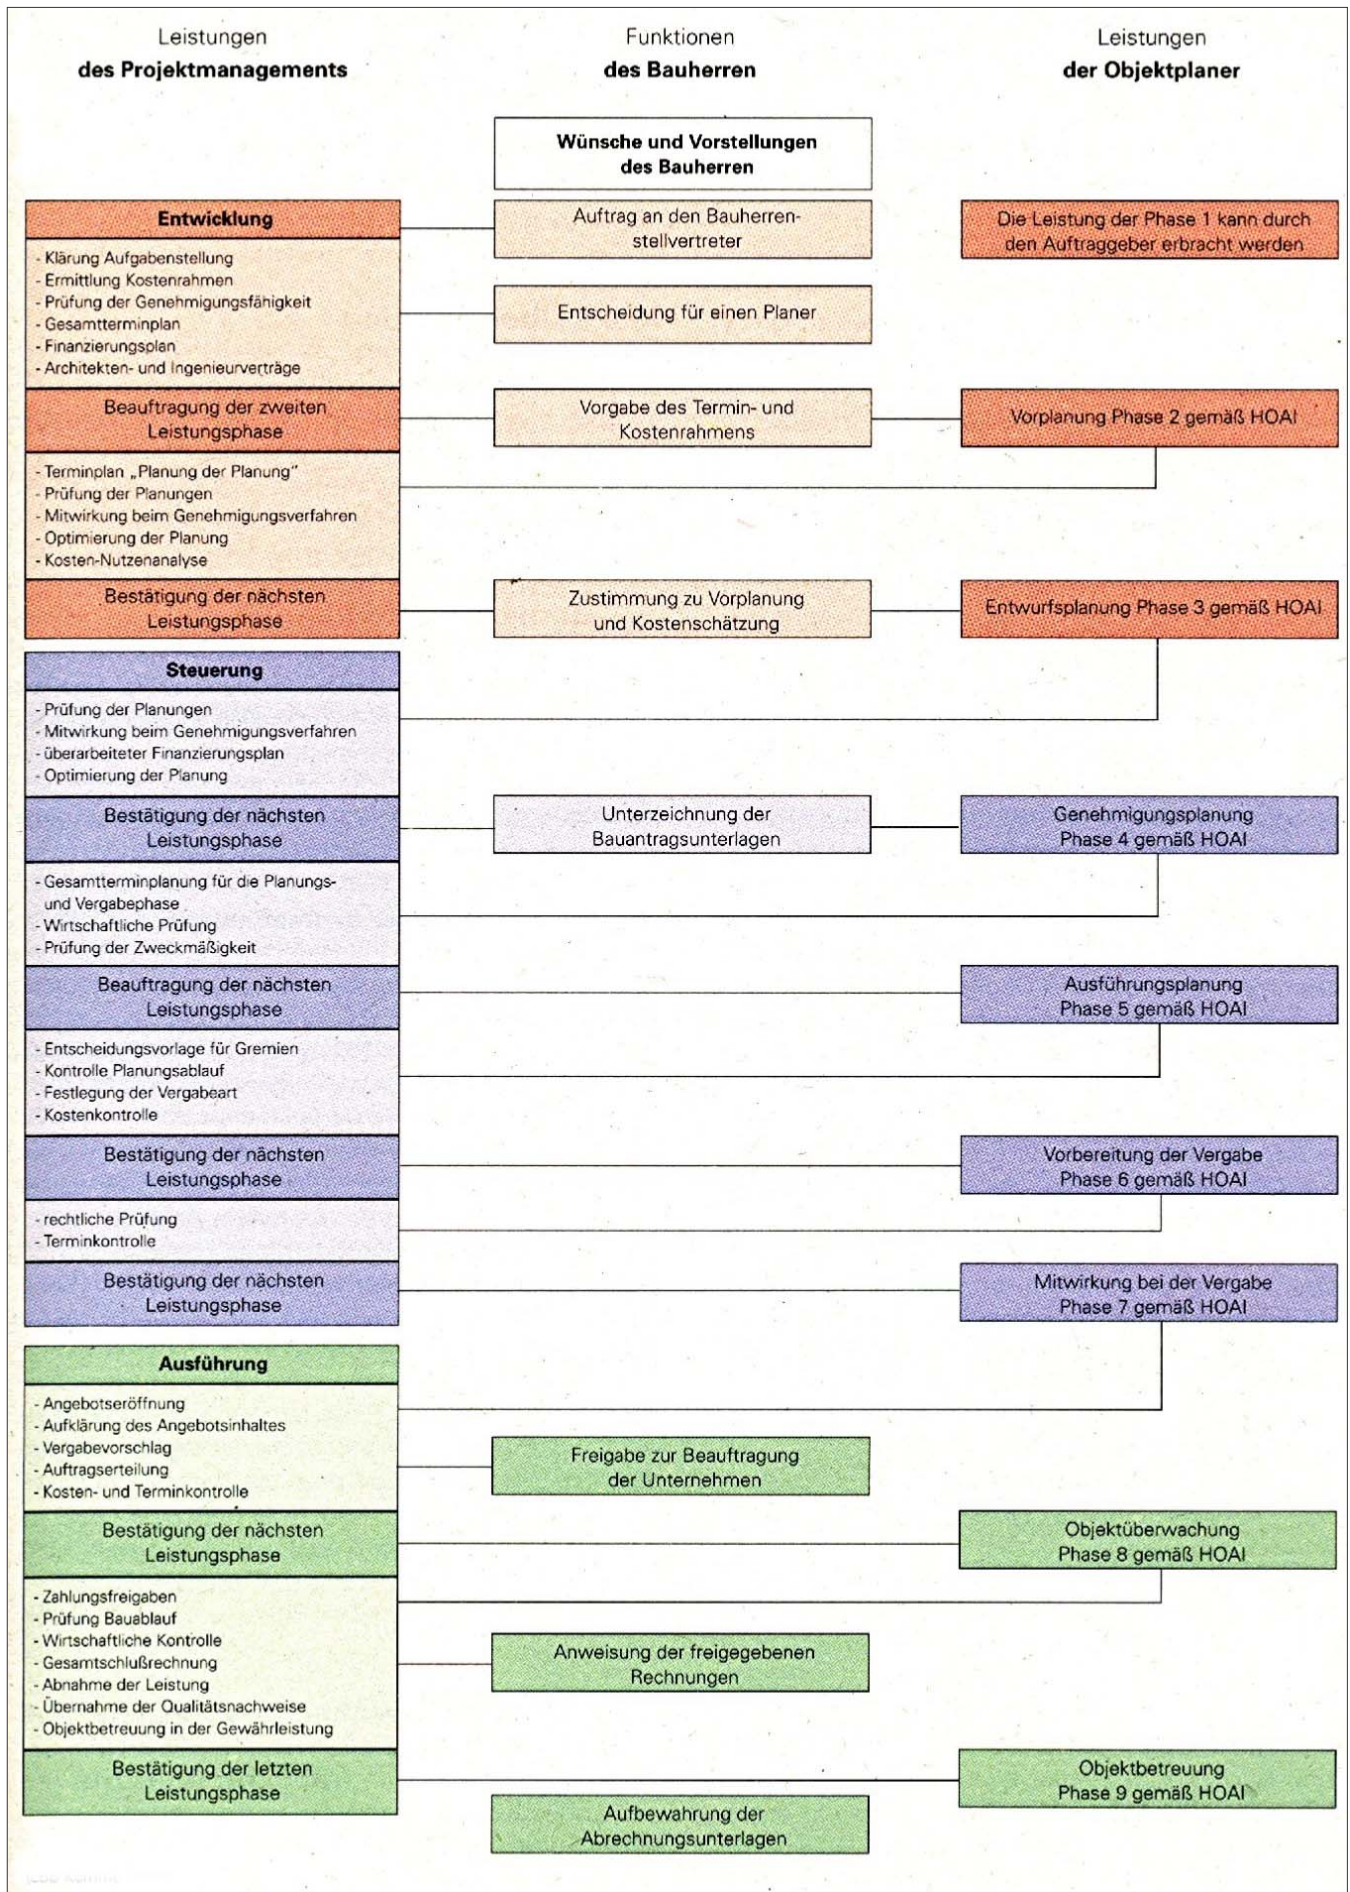 Leistungen
des Projektmanagements
Funktionen
des Bauherren
Leistungen
der Objektplaner
Wünsche und Vorstellungen
des Bauherren
Entwicklung
Auftrag an den Bauherren-
stellvertreter
Die Leistung der Phase 1 kann durch
den Auftraggeber erbracht werden
- Klärung Aufgabenstellung
- Ermittlung Kostenrahmen
- Prüfung der Genehmigungsfähigkeit
- Gesamtterminplan
- Finanzierungsplan
- Architekten- und Ingenieurverträge
Entscheidung für einen Planer
Beauftragung der zweiten
Leistungsphase
Vorgabe des Termin- und
Kostenrahmens
Vorplanung Phase 2 gemäß HOAI
- Terminplan „Planung der Planung"
- Prüfung der Planungen
- Mitwirkung beim Genehmigungsverfahren
- Optimierung der Planung
- Kosten-Nutzenanalyse
Bestätigung der nächsten
Leistungsphase
Zustimmung zu Vorplanung
und Kostenschätzung
Entwurfsplanung Phase 3 gemäß HOAI
Steuerung
- Prüfung der Planungen
- Mitwirkung beim Genehmigungsverfahren
- überarbeiteter Finanzierungsplan
- Optimierung der Planung
Bestätigung der nächsten
Leistungsphase
Unterzeichnung der
Bauantragsunterlagen
Genehmigungsplanung
Phase 4 gemäß HOAI
- Gesamtterminplanung für die Planungs-
und Vergabephase
- Wirtschaftliche Prüfung
- Prüfung der Zweckmäßigkeit
Beauftragung der nächsten
Leistungsphase
Ausführungsplanung
Phase 5 gemäß HOAI
- Entscheidungsvorlage für Gremien
- Kontrolle Planungsablauf
- Festlegung der Vergabeart
- Kostenkontrolle
Bestätigung der nächsten
Leistungsphase
Vorbereitung der Vergabe
Phase 6 gemäß HOAI
- rechtliche Prüfung
- Terminkontrolle
Bestätigung der nächsten
Leistungsphase
Mitwirkung bei der Vergabe
Phase 7 gemäß HOAI
Ausführung
- Angebotseröffnung
- Aufklärung des Angebotsinhaltes
- Vergabevorschlag
- Auftragserteilung
- Kosten- und Terminkontrolle
Freigabe zur Beauftragung
der Unternehmen
Bestätigung der nächsten
Leistungsphase
Objektüberwachung
Phase 8 gemäß HOAI
- Zahlungsfreigaben
- Prüfung Bauablauf
- Wirtschaftliche Kontrolle
- Gesamtschlußrechnung
- Abnahme der Leistung
- Übernahme der Qualitätsnachweise
- Objektbetreuung in der Gewährleistung
Anweisung der freigegebenen
Rechnungen
Bestätigung der letzten
Leistungsphase
Objektbetreuung
Phase 9 gemäß HOAI
Aufbewahrung der
Abrechnungsunterlagen